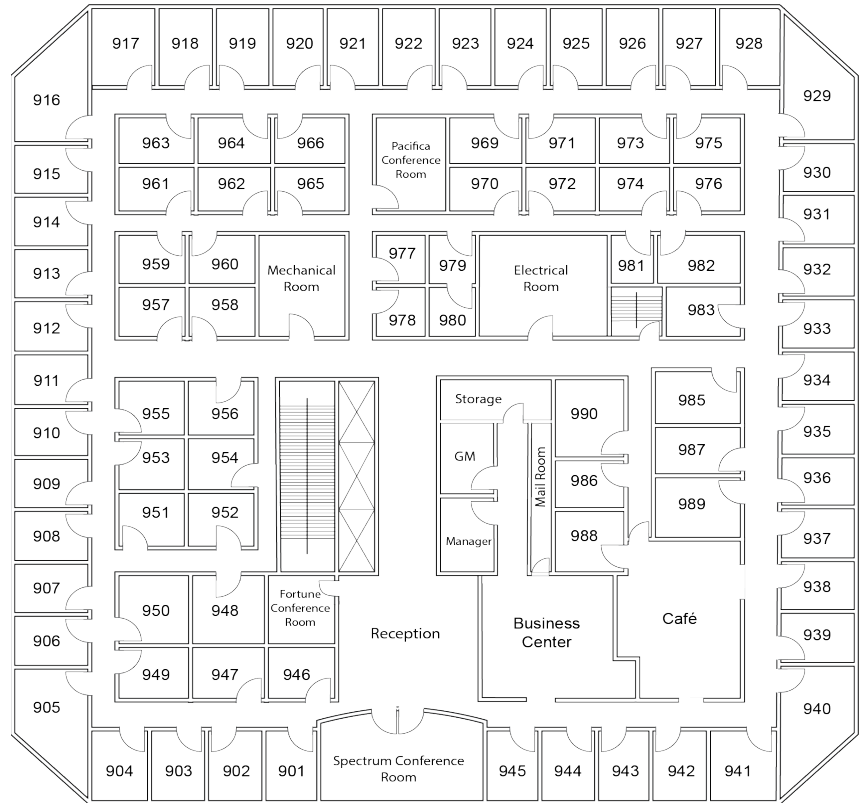 917 918 919 920 921 922 923 924 925 926 927 928
916 929
963 964 966 Pacifica 969 971 973 975
Conference
Room
915 930
961 962 965 970 972 974 976
914 931
959 960 Mechanical 977 979 Electrical 981 982
Room Room
913 932
957 958 978 980 983
912 933
911 934
955 956 Storage 990 985
910 935
953 954 GM Mail Room 986 987
909 936
951 952 Manager 988 989
908 937
907 938
950 948 Fortune
Conference
Room
Reception
Business
Center
Café
906 939
949 947 946
905 940
904 903 902 901 Spectrum Conference 945 944 943 942 941
Room